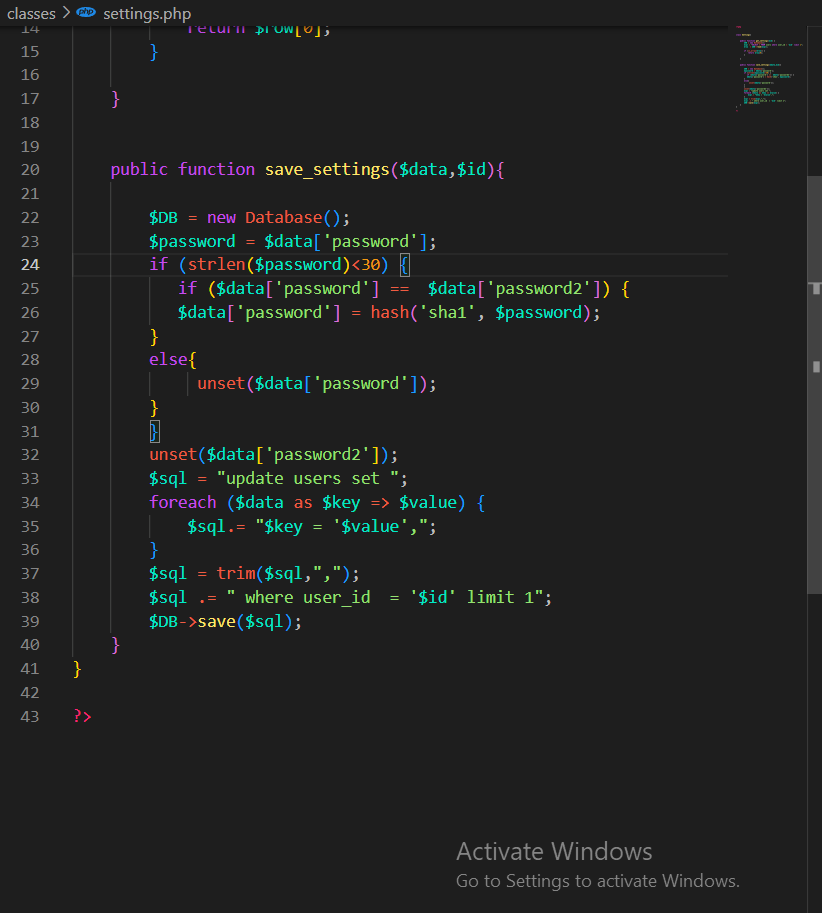 classes > php settings.php
14 return $row[0];
15 }
16
17 }
18
19
20 public function save_settings($data,$id){
21
22 $DB = new Database();
23 $password = $data['password'];
24 if (strlen($password)<30) {
25 if ($data['password'] ==  $data['password2']) {
26 $data['password'] = hash('sha1', $password);
27 }
28 else{
29 unset($data['password']);
30 }
31 }
32 unset($data['password2']);
33 $sql = "update users set ";
34 foreach ($data as $key => $value) {
35 $sql.= "$key = '$value',";
36 }
37 $sql = trim($sql,",");
38 $sql .= " where user_id  = '$id' limit 1";
39 $DB->save($sql);
40 }
41 }
42
43 ?>
Activate Windows
Go to Settings to activate Windows.